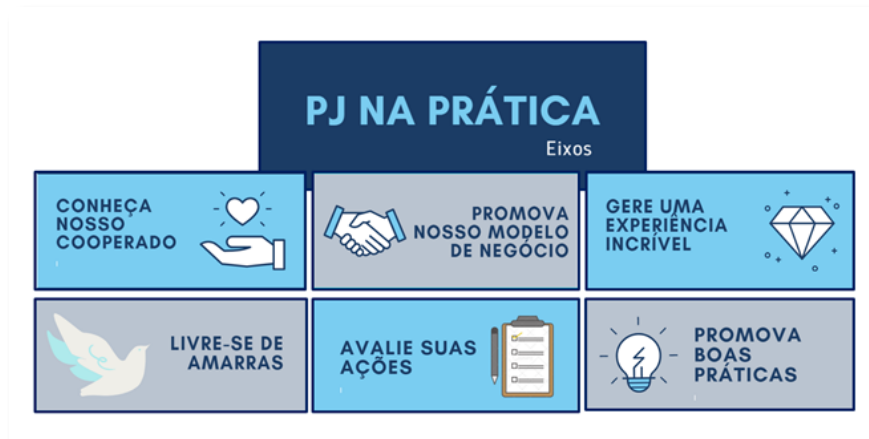 PJ NA PRÁTICA
Eixos
CONHEÇA
NOSSO
COOPERADO
PROMOVA
NOSSO MODELO
DE NEGÓCIO
GERE UMA
EXPERIÊNCIA
INCRÍVEL
LIVRE-SE DE
AMARRAS
AVALIE SUAS
AÇÕES
PROMOVA
BOAS
PRÁTICAS